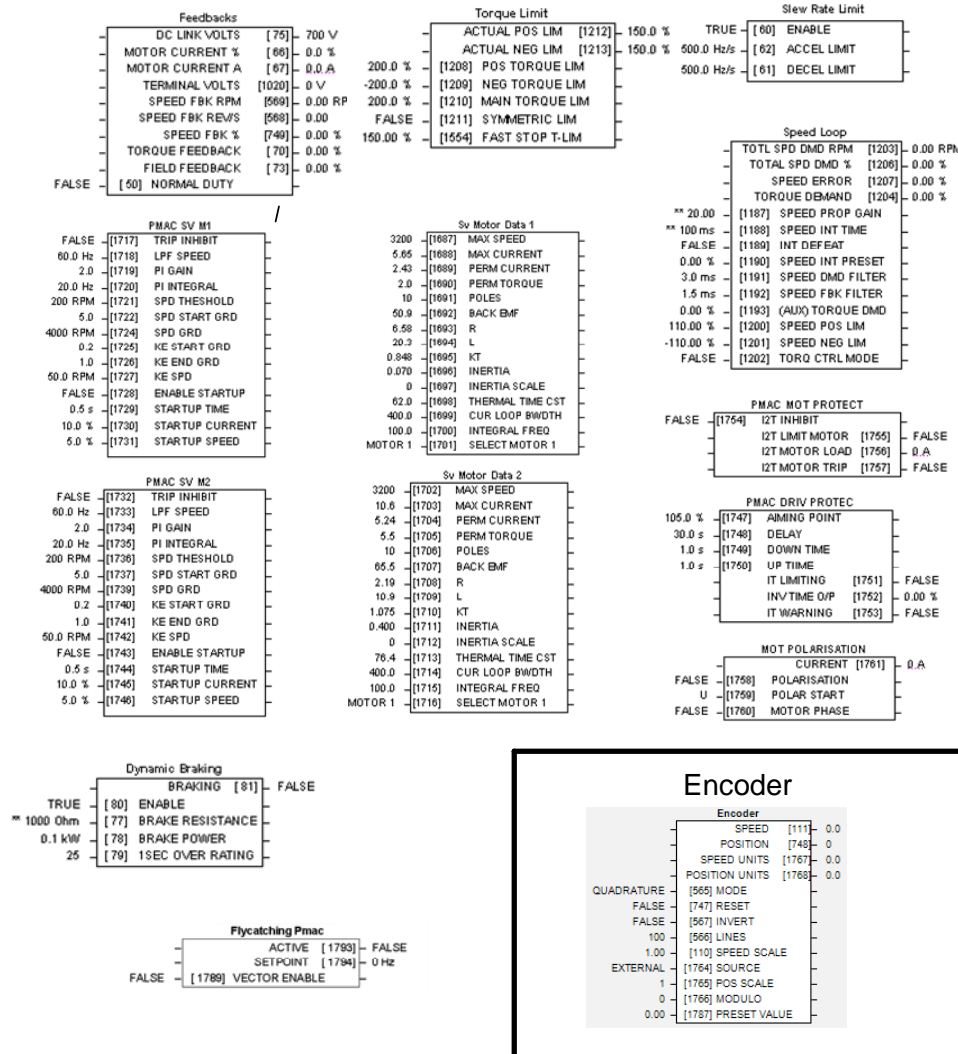 Feedbacks
DC LINK VOLTS [ 75] 700 V
MOTOR CURRENT % [ 66] 0.0 %
MOTOR CURRENT A [ 67] 0.0 A
TERMINAL VOLTS [1020] 0 V
SPEED FBK RPM [569] 0.00 RP
SPEED FBK REV/S [568] 0.00
SPEED FBK % [749] 0.00 %
TORQUE FEEDBACK [ 70] 0.00 %
FIELD FEEDBACK [ 73] 0.00 %
FALSE [ 50] NORMAL DUTY
Torque Limit
ACTUAL POS LIM [1212] 150.0 %
ACTUAL NEG LIM [1213] 150.0 %
200.0 % [1208] POS TORQUE LIM
-200.0 % [1209] NEG TORQUE LIM
200.0 % [1210] MAIN TORQUE LIM
FALSE [1211] SYMMETRIC LIM
150.00 % [1554] FAST STOP T-LIM
Slew Rate Limit
TRUE [ 60] ENABLE
500.0 Hz/s [ 62] ACCEL LIMIT
500.0 Hz/s [ 61] DECEL LIMIT
Speed Loop
TOTL SPD DMD RPM [1203] 0.00 RPM
TOTAL SPD DMD % [1206] 0.00 %
SPEED ERROR [1207] 0.00 %
TORQUE DEMAND [1204] 0.00 %
** 20.00 [1187] SPEED PROP GAIN
** 100 ms [1188] SPEED INT TIME
FALSE [1189] INT DEFEAT
0.00 % [1190] SPEED INT PRESET
3.0 ms [1191] SPEED DMD FILTER
1.5 ms [1192] SPEED FBK FILTER
0.00 % [1193] (AUX) TORQUE DMD
110.00 % [1200] SPEED POS LIM
-110.00 % [1201] SPEED NEG LIM
FALSE [1202] TORQ CTRL MODE
/
PMAC SV M1
FALSE [1717] TRIP INHIBIT
60.0 Hz [1718] LPF SPEED
2.0 [1719] PI GAIN
20.0 Hz [1720] PI INTEGRAL
200 RPM [1721] SPD THESHOLD
5.0 [1722] SPD START GRD
4000 RPM [1724] SPD GRD
0.2 [1725] KE START GRD
1.0 [1726] KE END GRD
50.0 RPM [1727] KE SPD
FALSE [1728] ENABLE STARTUP
0.5 s [1729] STARTUP TIME
10.0 % [1730] STARTUP CURRENT
5.0 % [1731] STARTUP SPEED
Sv Motor Data 1
3200 [1687] MAX SPEED
5.65 [1688] MAX CURRENT
2.43 [1689] PERM CURRENT
2.0 [1690] PERM TORQUE
10 [1691] POLES
50.9 [1692] BACK EMF
6.58 [1693] R
20.3 [1694] L
0.848 [1695] KT
0.070 [1696] INERTIA
0 [1697] INERTIA SCALE
62.0 [1698] THERMAL TIME CST
400.0 [1699] CUR LOOP BWDTH
100.0 [1700] INTEGRAL FREQ
MOTOR 1 [1701] SELECT MOTOR 1
PMAC MOT PROTECT
FALSE [1754] I2T INHIBIT
I2T LIMIT MOTOR [1755] FALSE
I2T MOTOR LOAD [1756] 0 A
I2T MOTOR TRIP [1757] FALSE
PMAC SV M2
FALSE [1732] TRIP INHIBIT
60.0 Hz [1733] LPF SPEED
2.0 [1734] PI GAIN
20.0 Hz [1735] PI INTEGRAL
200 RPM [1736] SPD THESHOLD
5.0 [1737] SPD START GRD
4000 RPM [1739] SPD GRD
0.2 [1740] KE START GRD
1.0 [1741] KE END GRD
50.0 RPM [1742] KE SPD
FALSE [1743] ENABLE STARTUP
0.5 s [1744] STARTUP TIME
10.0 % [1745] STARTUP CURRENT
5.0 % [1746] STARTUP SPEED
Sv Motor Data 2
3200 [1702] MAX SPEED
10.6 [1703] MAX CURRENT
5.24 [1704] PERM CURRENT
5.5 [1705] PERM TORQUE
10 [1706] POLES
65.5 [1707] BACK EMF
2.19 [1708] R
10.9 [1709] L
1.075 [1710] KT
0.400 [1711] INERTIA
0 [1712] INERTIA SCALE
76.4 [1713] THERMAL TIME CST
400.0 [1714] CUR LOOP BWDTH
100.0 [1715] INTEGRAL FREQ
MOTOR 1 [1716] SELECT MOTOR 1
PMAC DRIV PROTEC
105.0 % [1747] AIMING POINT
30.0 s [1748] DELAY
1.0 s [1749] DOWN TIME
1.0 s [1750] UP TIIME
IT LIMITING [1751] FALSE
INV TIME O/P [1752] 0.00 %
IT WARNING [1753] FALSE
MOT POLARISATION
CURRENT [1761] 0 A
FALSE [1758] POLARISATION
U [1759] POLAR START
FALSE [1760] MOTOR PHASE
Dynamic Braking
BRAKING [ 81] FALSE
TRUE [ 80] ENABLE
** 1000 Ohm [ 77] BRAKE RESISTANCE
0.1 kW [ 78] BRAKE POWER
25 [ 79] 1SEC OVER RATING
Flycatching Pmac
ACTIVE [ 1793] FALSE
SETPOINT [ 1794] 0 Hz
FALSE [ 1789] VECTOR ENABLE
Encoder
Encoder
SPEED [111] 0.0
POSITION [748] 0
SPEED UNITS [1767] 0.0
POSITION UNITS [1768] 0.0
QUADRATURE [565] MODE
FALSE [747] RESET
FALSE [567] INVERT
100 [566] LINES
1.00 [110] SPEED SCALE
EXTERNAL [1764] SOURCE
1 [1765] POS SCALE
0 [1766] MODULO
0.00 [1787] PRESET VALUE